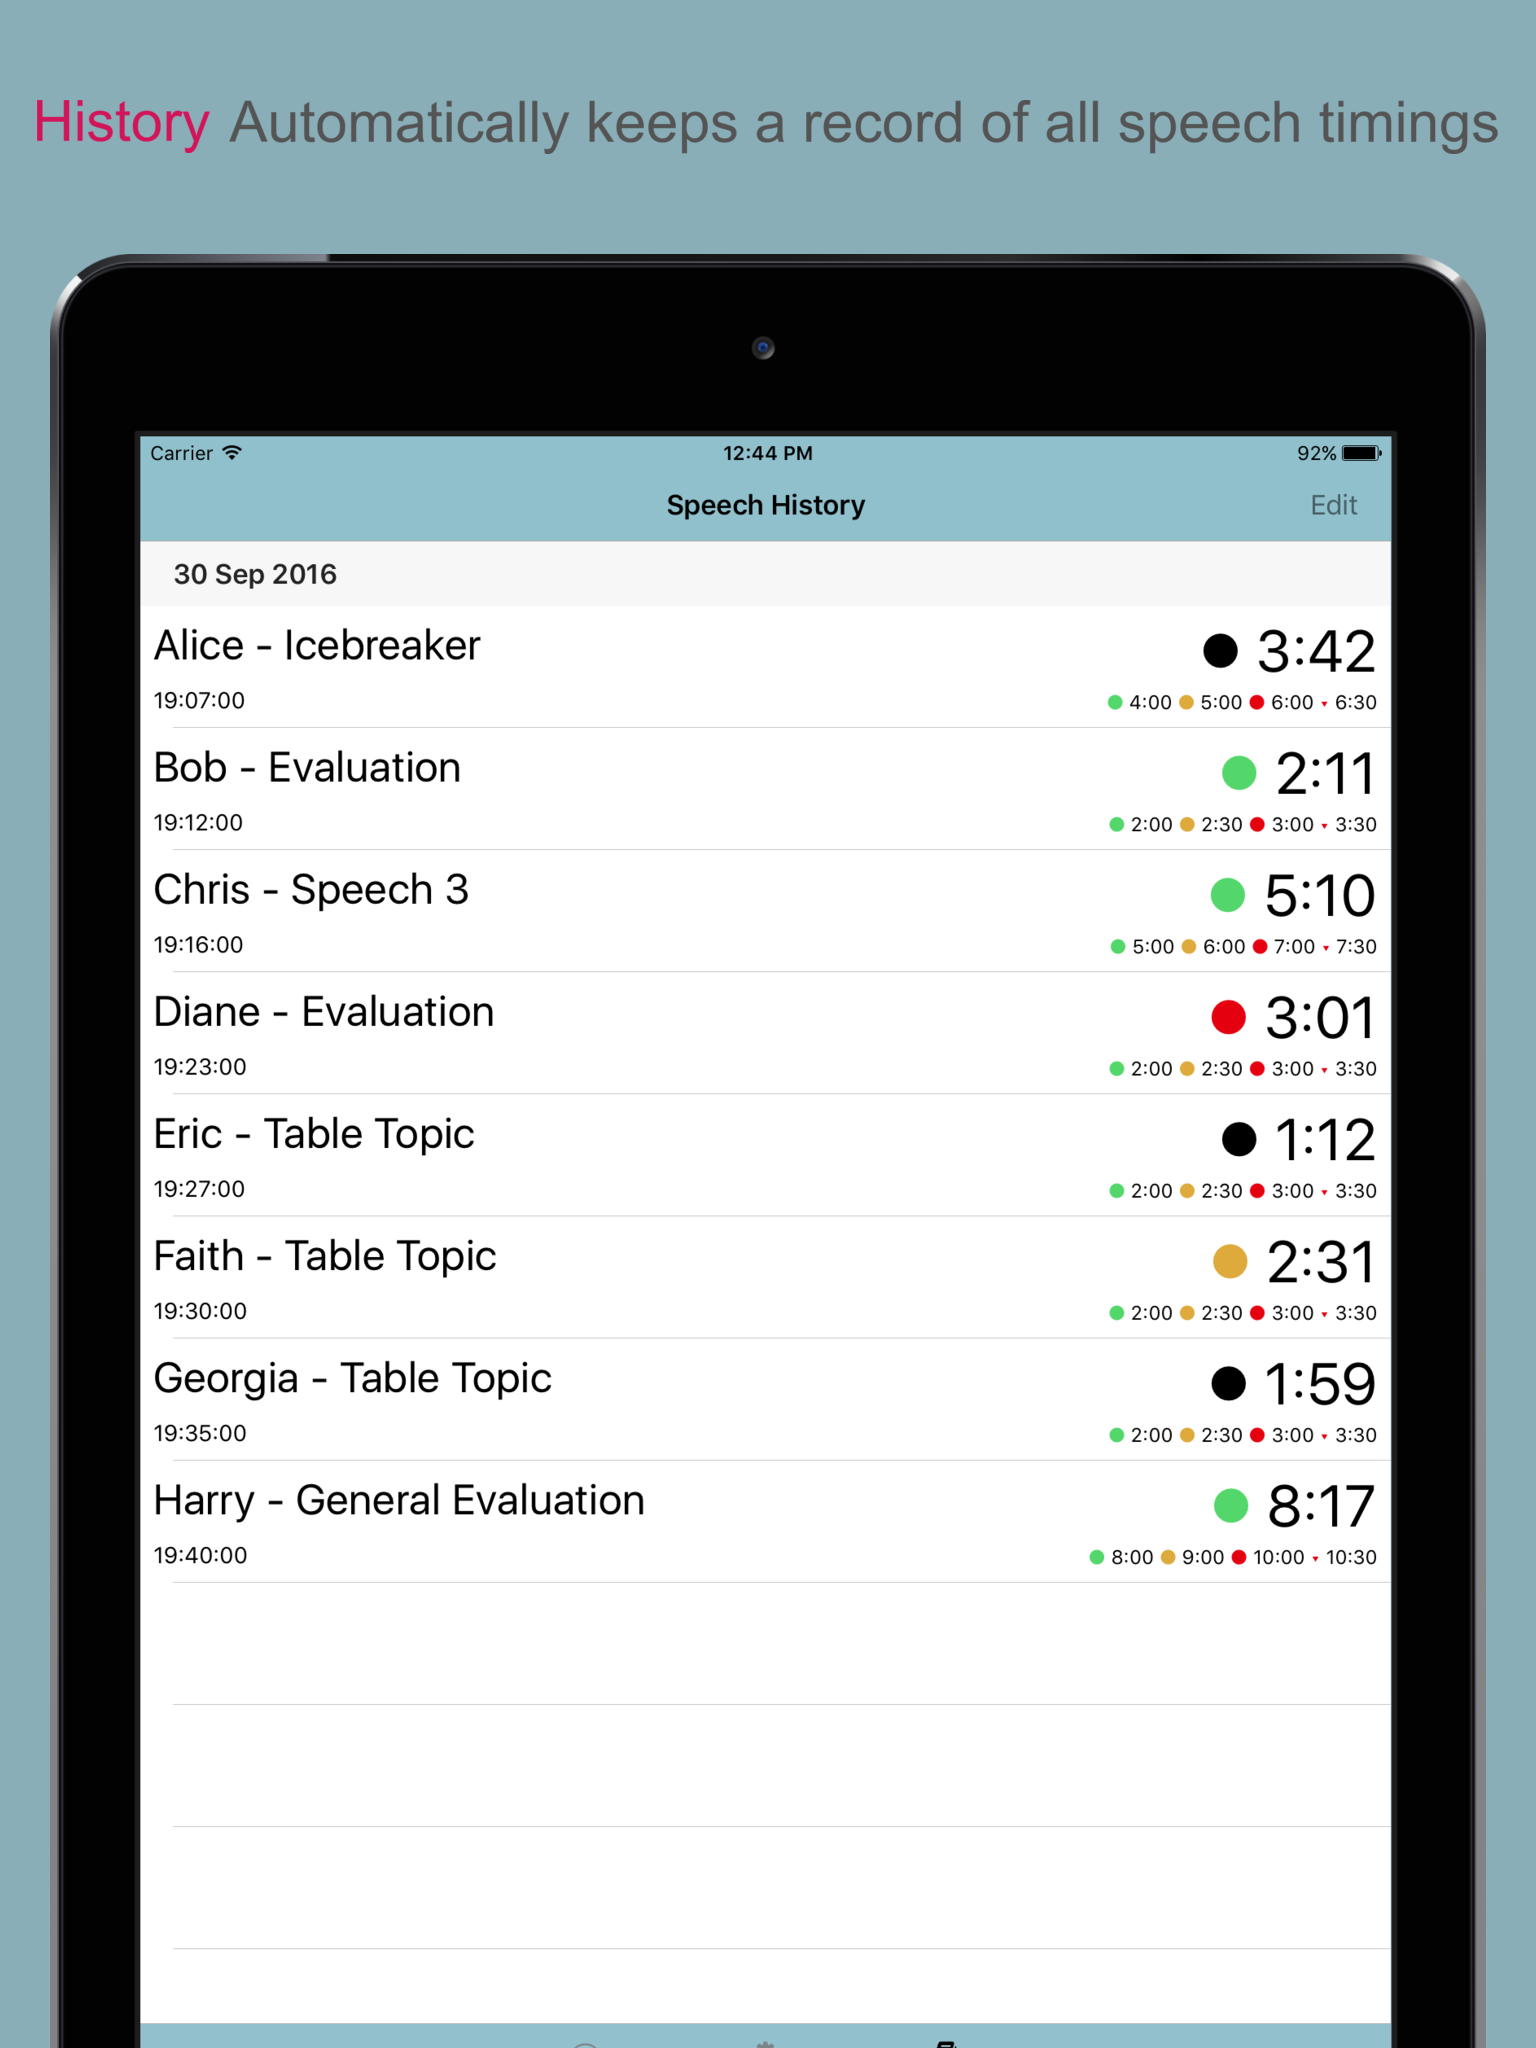 History Automatically keeps a record of all speech timings
Carrier 12:44 PM 92%
Speech History Edit
30 Sep 2016
Alice - Icebreaker 3:42
19:07:00 4:00 5:00 6:00 6:30
Bob - Evaluation 2:11
19:12:00 2:00 2:30 3:00 3:30
Chris - Speech 3 5:10
19:16:00 5:00 6:00 7:00 7:30
Diane - Evaluation 3:01
19:23:00 2:00 2:30 3:00 3:30
Eric - Table Topic 1:12
19:27:00 2:00 2:30 3:00 3:30
Faith - Table Topic 2:31
19:30:00 2:00 2:30 3:00 3:30
Georgia - Table Topic 1:59
19:35:00 2:00 2:30 3:00 3:30
Harry - General Evaluation 8:17
19:40:00 8:00 9:00 10:00 10:30